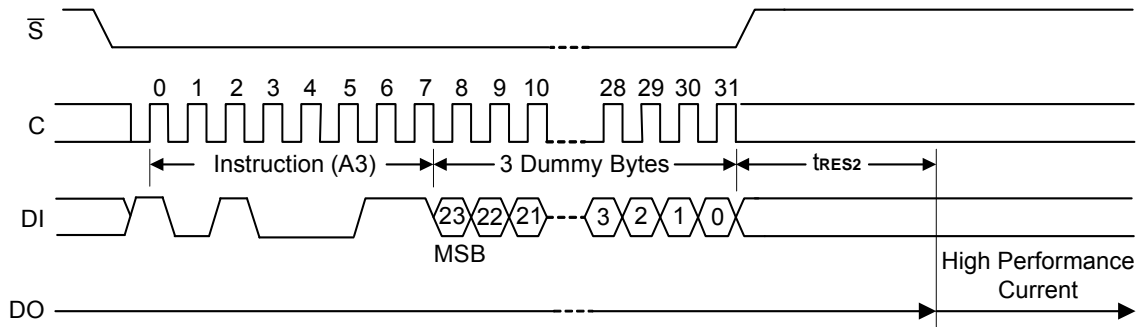 S
0 1 2 3 4 5 6 7 8 9 10 28 29 30 31
C
Instruction (A3) 3 Dummy Bytes tRES2
DI 23 22 21 3 2 1 0
MSB
High Performance
Current
DO